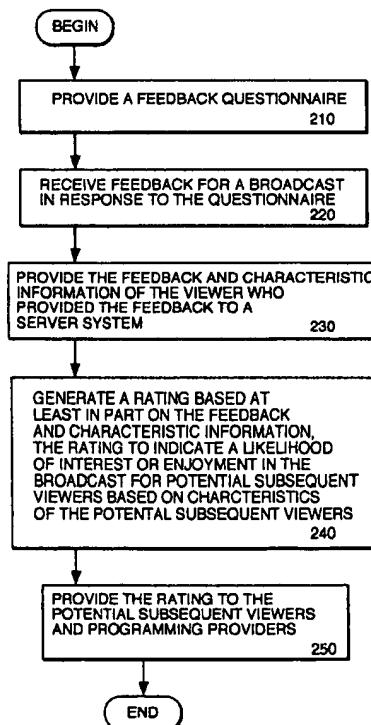 BEGIN
PROVIDE A FEEDBACK QUESTIONNAIRE
210
RECEIVE FEEDBACK FOR A BROADCAST
IN RESPONSE TO THE QUESTIONNAIRE
220
PROVIDE THE FEEDBACK AND CHARACTERISTIC
INFORMATION OF THE VIEWER WHO
PROVIDED THE FEEDBACK TO A
SERVER SYSTEM
230
GENERATE A RATING BASED AT
LEAST IN PART ON THE FEEDBACK
AND CHARACTERISTIC INFORMATION,
THE RATING TO INDICATE A LIKELIHOOD
OF INTEREST OR ENJOYMENT IN THE
BROADCAST FOR POTENTIAL SUBSEQUENT
VIEWERS BASED ON CHARCTERISTICS
OF THE POTENTAL SUBSEQUENT VIEWERS
240
PROVIDE THE RATING TO THE
POTENTIAL SUBSEQUENT VIEWERS
AND PROGRAMMING PROVIDERS
250
END